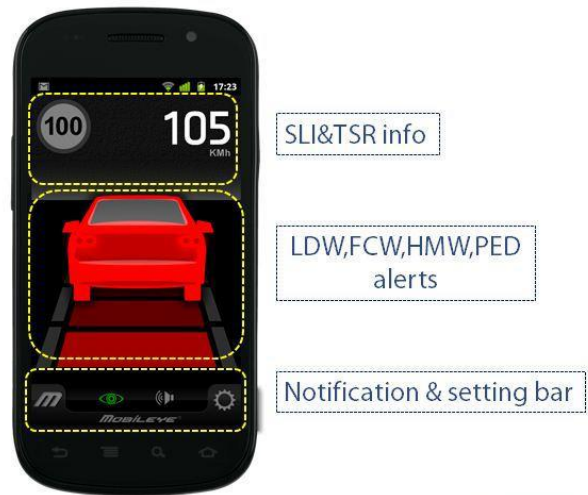 17:23
100
105
KMh
SLI&TSR info
LDW,FCW,HMW,PED
alerts
Notification & setting bar
MOBILEYE